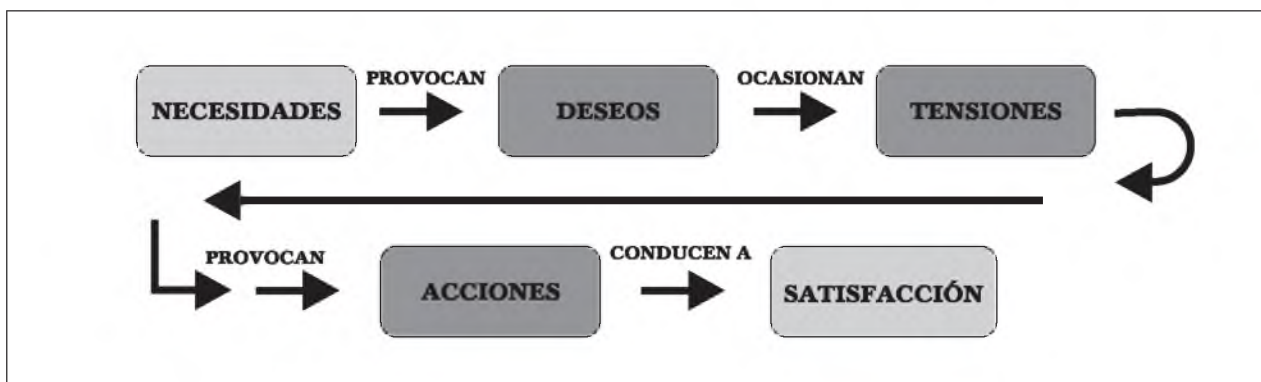 PROVOCAN
OCASIONAN
NECESIDADES
DESEOS
TENSIONES
PROVOCAN
CONDUCEN A
ACCIONES
SATISFACCIÓN